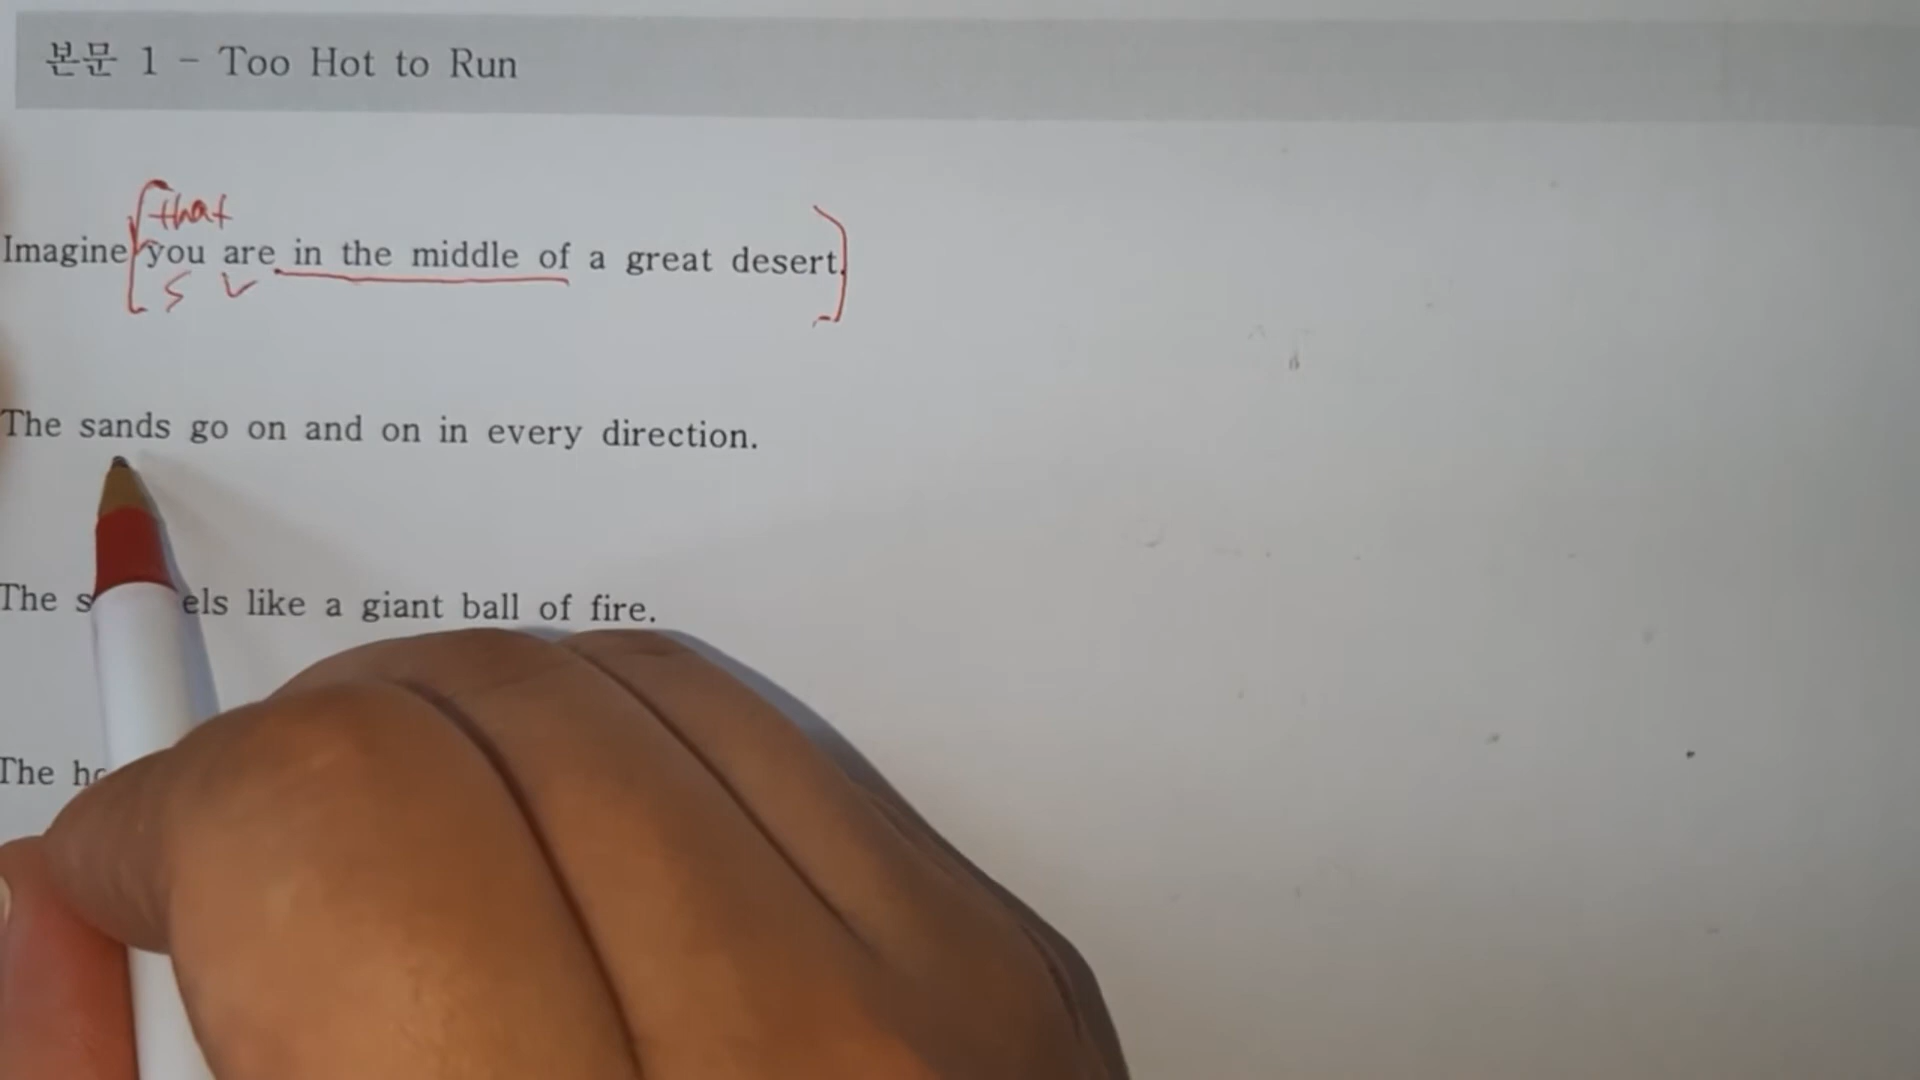 본문 1 - Too Hot to Run
that
Imagine you are in the middle of a great desert.
S V
The sands go on and on in every direction.
The like a giant ball of fire.
The